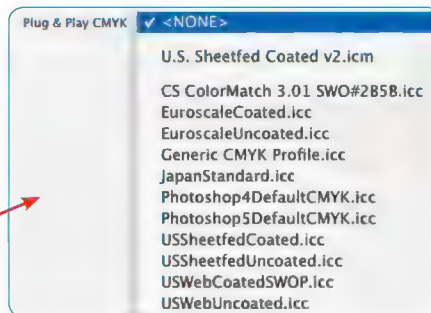 Plug & Play CMYK ✓ <NONE>
U.S. Sheetfed Coated v2.icm
CS ColorMatch 3.01 SWO#2B5B.icc
EuroscaleCoated.icc
EuroscaleUncoated.icc
Generic CMYK Profile.icc
JapanStandard.icc
Photoshop4DefaultCMYK.icc
Photoshop5DefaultCMYK.icc
USSheetfedCoated.icc
USSheetfedUncoated.icc
USWebCoatedSWOP.icc
USWebUncoated.icc